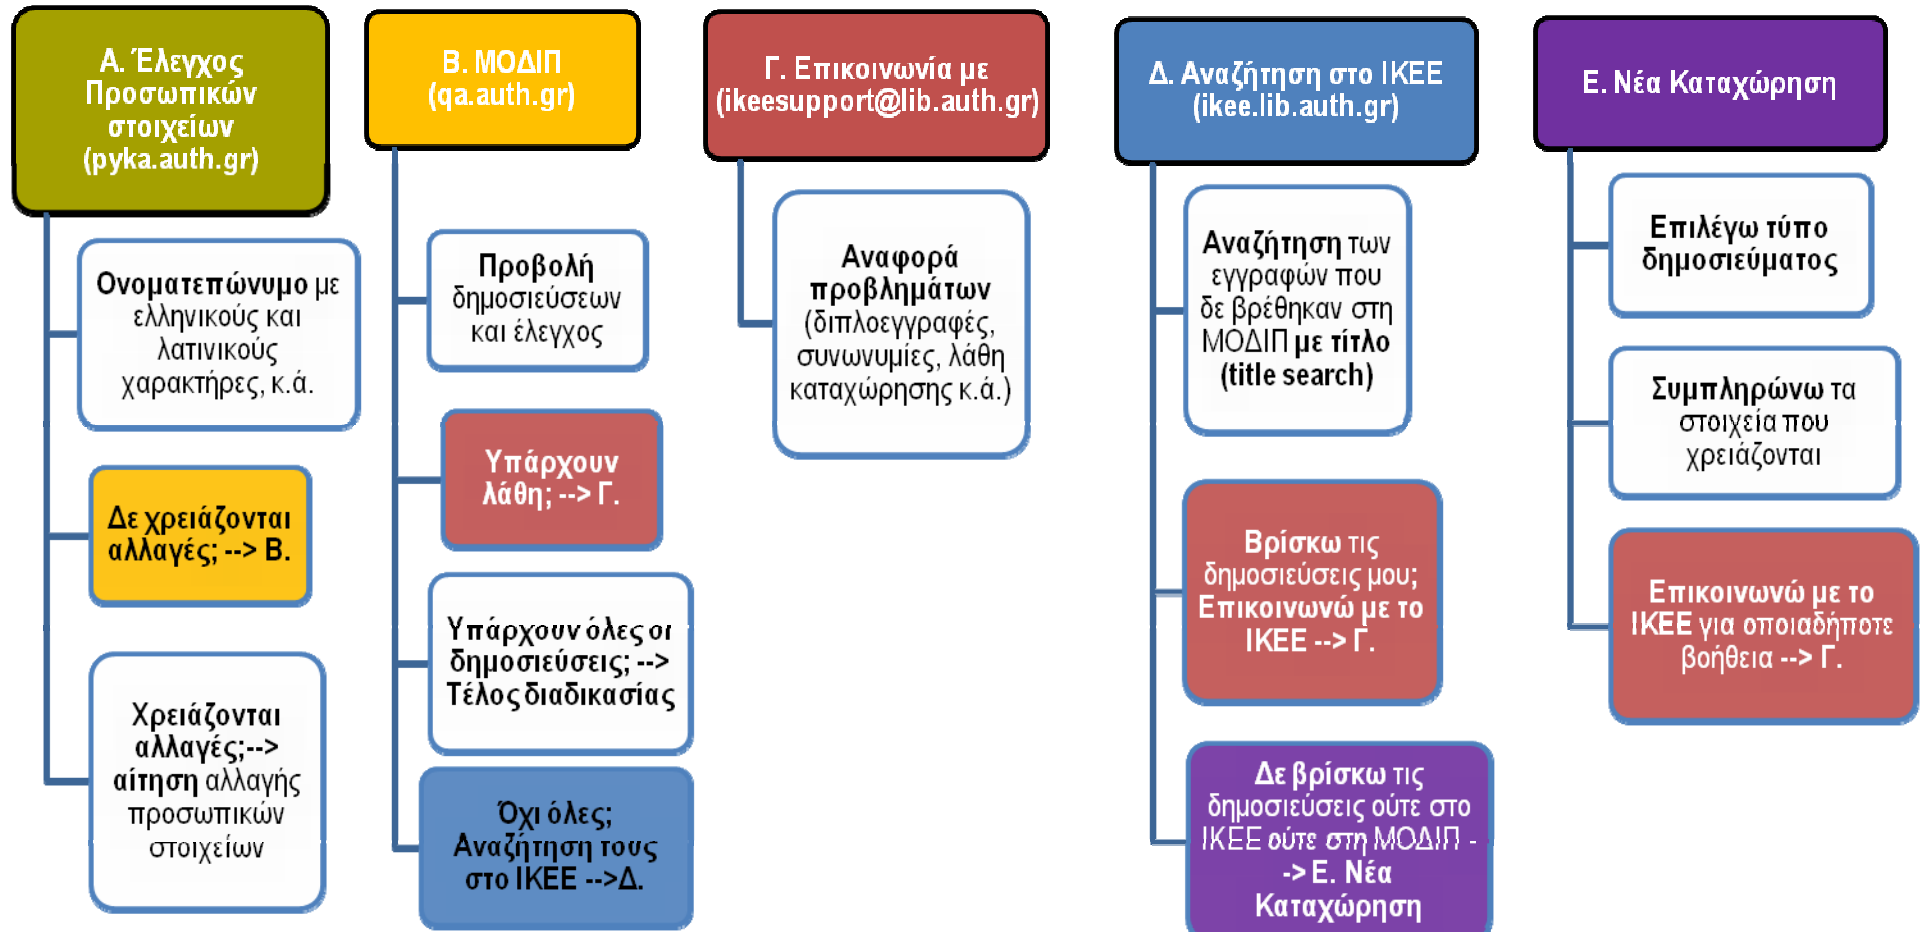 Α. Έλεγχος
Προσωπικών
στοιχείων
(pyka.auth.gr)
Ονοματεπώνυμο με
ελληνικούς και
λατινικούς
χαρακτήρες, κ.ά.
Δε χρειάζονται
αλλαγές; --> Β.
Χρειάζονται
αλλαγές;-->
αίτηση αλλαγής
προσωπικών
στοιχείων
Β. ΜΟΔΙΠ
(qa.auth.gr)
Προβολή
δημοσιεύσεων
και έλεγχος
Υπάρχουν
λάθη; --> Γ.
Υπάρχουν όλες οι
δημοσιεύσεις; -->
Τέλος διαδικασίας
Όχι όλες;
Αναζήτηση τους
στο ΙΚΕΕ -->Δ.
Γ. Επικοινωνία με
(ikeesupport@lib.auth.gr)
Αναφορά
προβλημάτων
(διπλοεγγραφές,
συνωνυμίες, λάθη
καταχώρησης κ.ά.)
Δ. Αναζήτηση στο ΙΚΕΕ
(ikee.lib.auth.gr)
Αναζήτηση των
εγγραφών που
δε βρέθηκαν στη
ΜΟΔΙΠ με τίτλο
(title search)
Βρίσκω τις
δημοσιεύσεις μου;
Επικοινωνώ με το
ΙΚΕΕ --> Γ.
Δε βρίσκω τις
δημοσιεύσεις ούτε στο
ΙΚΕΕ ούτε στη ΜΟΔΙΠ -
-> Ε. Νέα
Καταχώρηση
Ε. Νέα Καταχώρηση
Επιλέγω τύπο
δημοσιεύματος
Συμπληρώνω τα
στοιχεία που
χρειάζονται
Επικοινωνώ με το
ΙΚΕΕ για οποιαδήποτε
βοήθεια --> Γ.